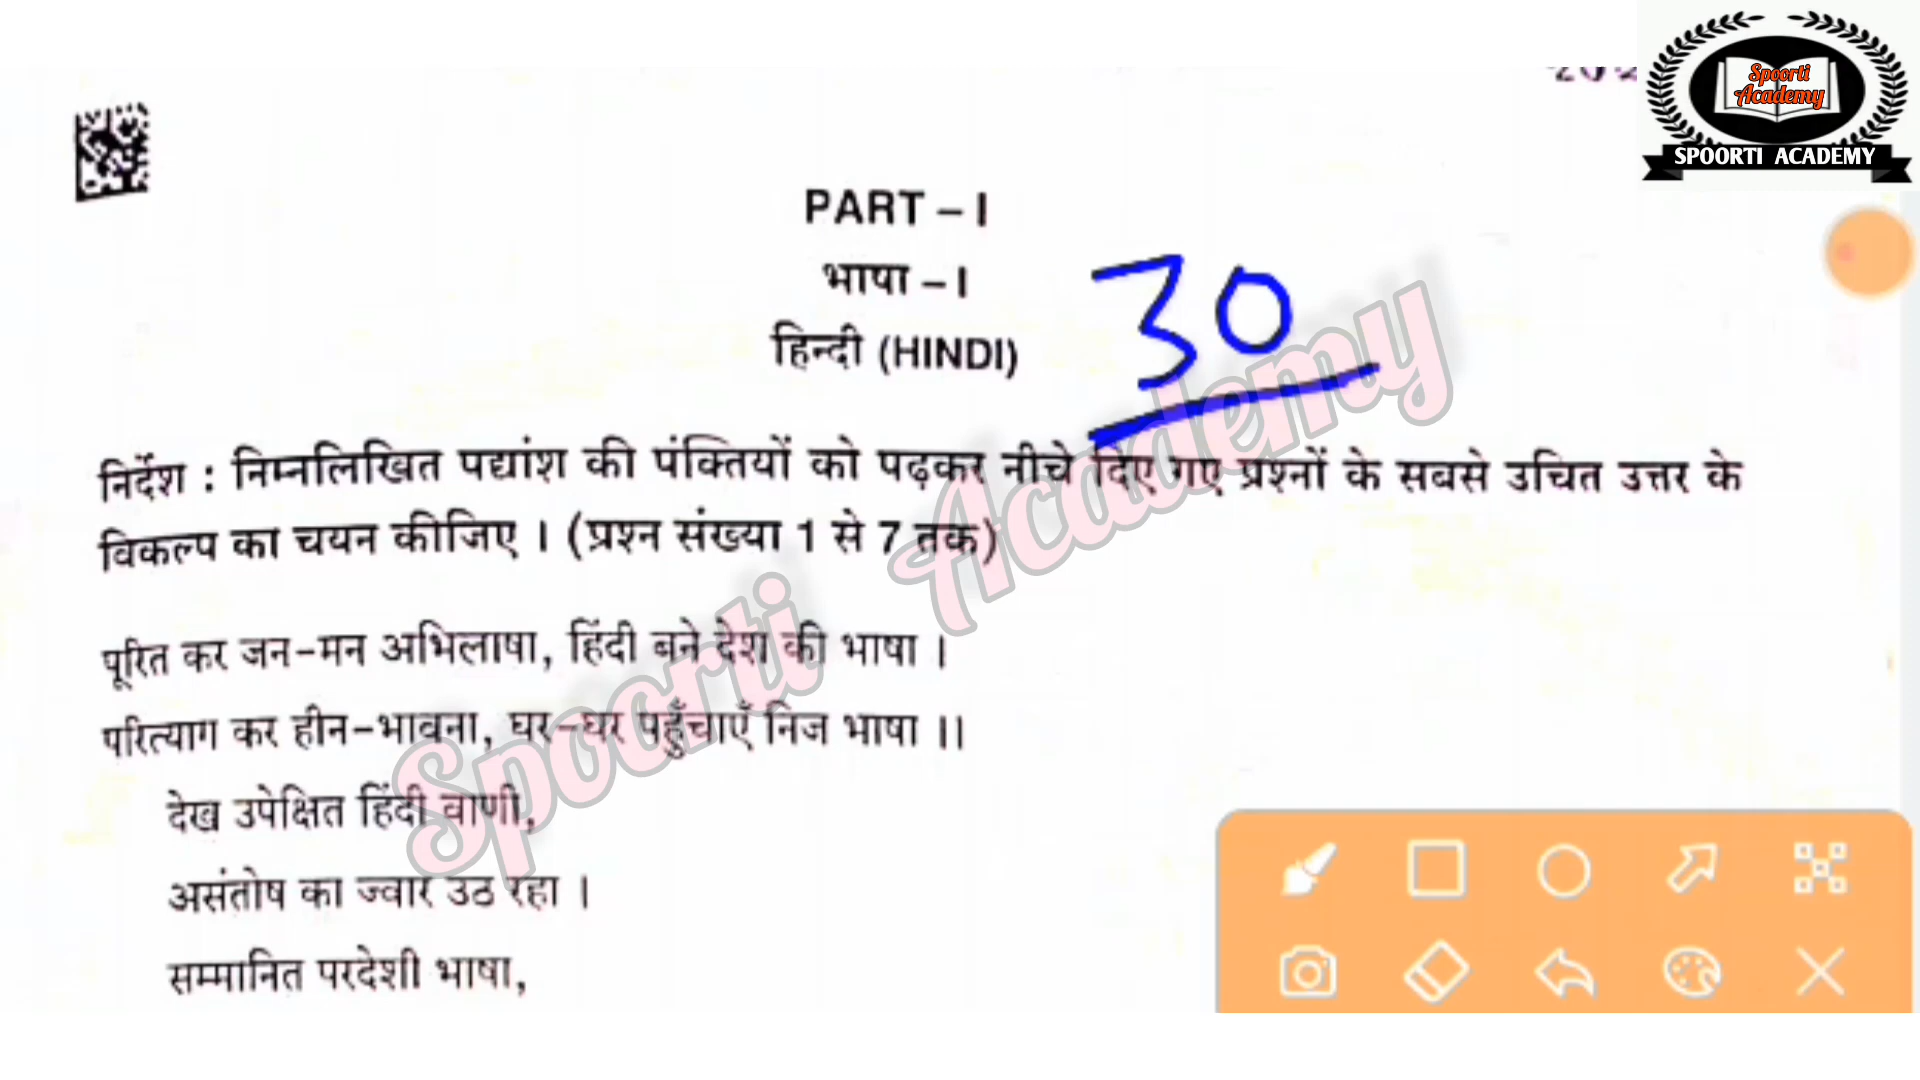 Spoorti
Academy
SPOORTI ACADEMY
PART – I
भाषा – I
हिन्दी (HINDI)
30
निर्देश : निम्नलिखित पद्यांश की पंक्तियों को पढ़कर नीचे दिए गए प्रश्नों के सबसे उचित उत्तर के
विकल्प का चयन कीजिए । (प्रश्न संख्या 1 से 7 तक)
पूरित कर जन-मन अभिलाषा, हिंदी बने देश की भाषा ।
परित्याग कर हीन-भावना, घर-घर पहुँचाएँ निज भाषा ।।
देख उपेक्षित हिंदी वाणी,
असंतोष का ज्वार उठ रहा ।
सम्मानित परदेशी भाषा,
Spoorti Academy